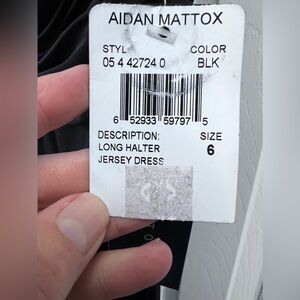 AIDAN MATTOX
STYL COLOR
05 4 42724 0 BLK
6 52933 59797 5
DESCRIPTION: SIZE
LONG HALTER 6
JERSEY DRESS